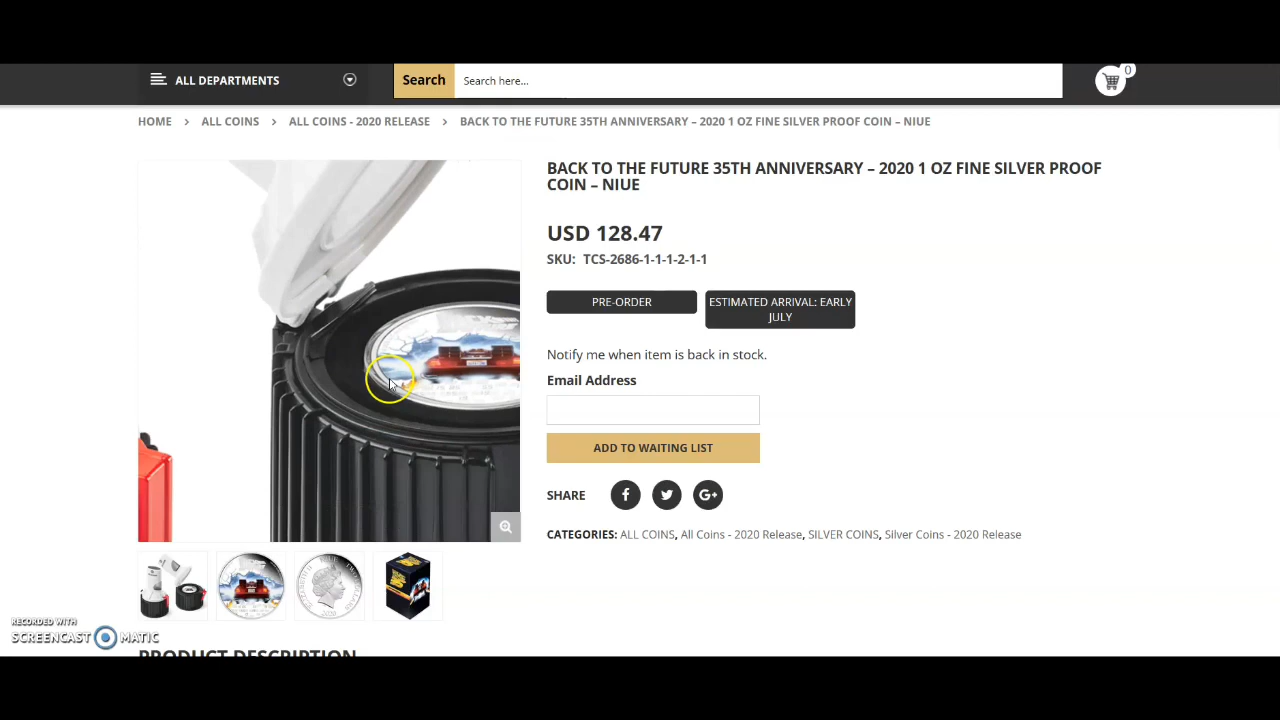 ALL DEPARTMENTS
Search
Search here...
0
HOME > ALL COINS > ALL COINS - 2020 RELEASE > BACK TO THE FUTURE 35TH ANNIVERSARY – 2020 1 OZ FINE SILVER PROOF COIN – NIUE
BACK TO THE FUTURE 35TH ANNIVERSARY – 2020 1 OZ FINE SILVER PROOF
COIN – NIUE
USD 128.47
SKU: TCS-2686-1-1-1-2-1-1
PRE-ORDER
ESTIMATED ARRIVAL: EARLY
JULY
Notify me when item is back in stock.
Email Address
ADD TO WAITING LIST
SHARE
CATEGORIES: ALL COINS, All Coins - 2020 Release, SILVER COINS, Silver Coins - 2020 Release
RECORDED WITH
SCREENCAST MATIC
PRODUCT DESCRIPTION